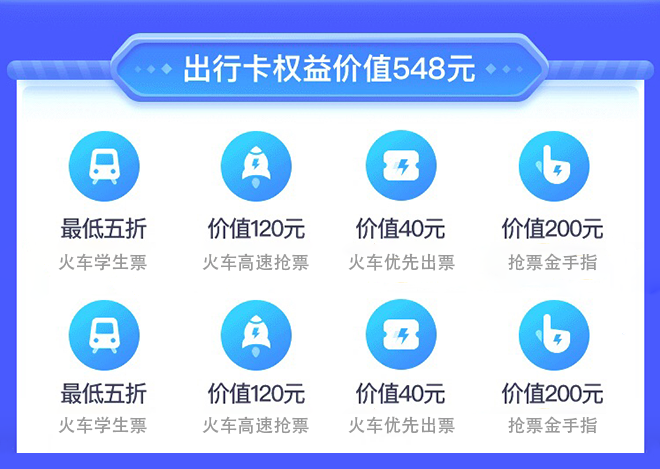 出行卡权益价值548元
最低五折 价值120元 价值40元 价值200元
火车学生票 火车高速抢票 火车优先出票 抢票金手指
最低五折 价值120元 价值40元 价值200元
火车学生票 火车高速抢票 火车优先出票 抢票金手指